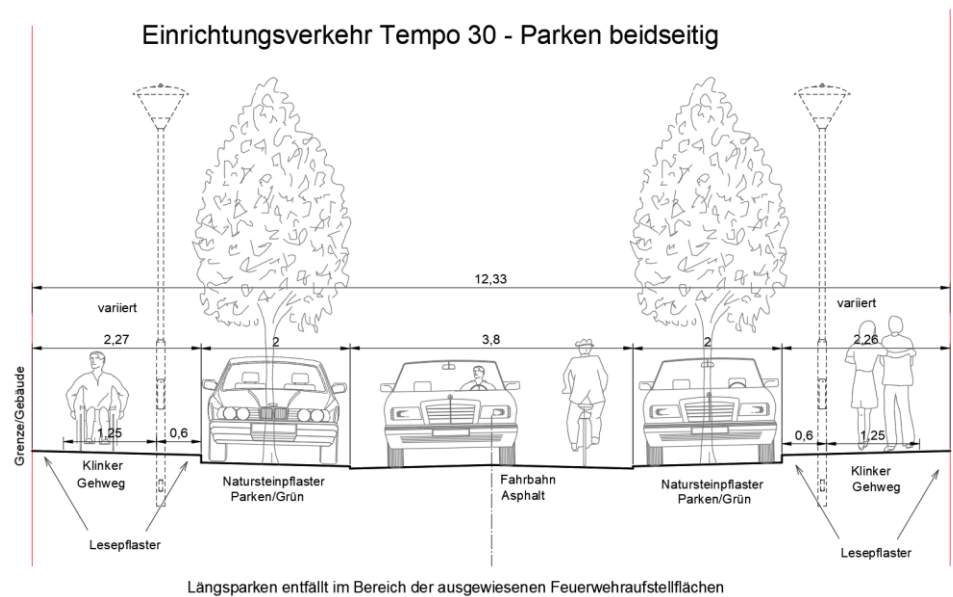 Einrichtungsverkehr Tempo 30 - Parken beidseitig
12,33
variiert
variiert
2,27
2
3,8
2
2,26
Grenze/Gebäude
1,25
0,6
0,6
1,25
Klinker
Gehweg
Natursteinpflaster
Parken/Grün
Fahrbahn
Asphalt
Natursteinpflaster
Parken/Grün
Klinker
Gehweg
Lesepflaster
Lesepflaster
Längsparken entfällt im Bereich der ausgewiesenen Feuerwehraufstellflächen